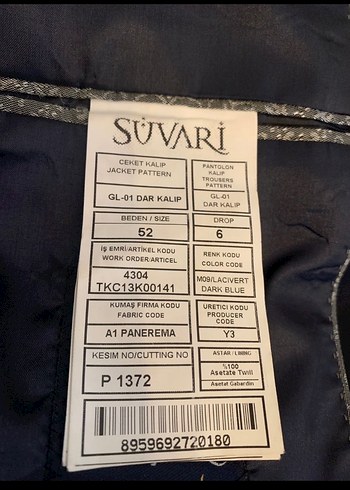 SÜVARİ
CEKET KALIP
JACKET PATTERN
GL-01 DAR KALIP
PANTOLON
KALIP
TROUSERS
PATTERN
GL-01
DAR KALIP
BEDEN / SIZE
52
DROP
6
İŞ EMRİ/ARTİKEL KODU
WORK ORDER/ARTICEL
4304
TKC13K00141
RENK KODU
COLOR CODE
M09/LACİVERT
DARK BLUE
KUMAŞ FİRMA KODU
FABRIC CODE
A1 PANEREMA
ÜRETİCİ KODU
PRODUCER
CODE
Y3
KESIM NO/CUTTING NO
P 1372
ASTAR / LINING
%100
Asetate Twill
Asetat Gabardin
8959692720180